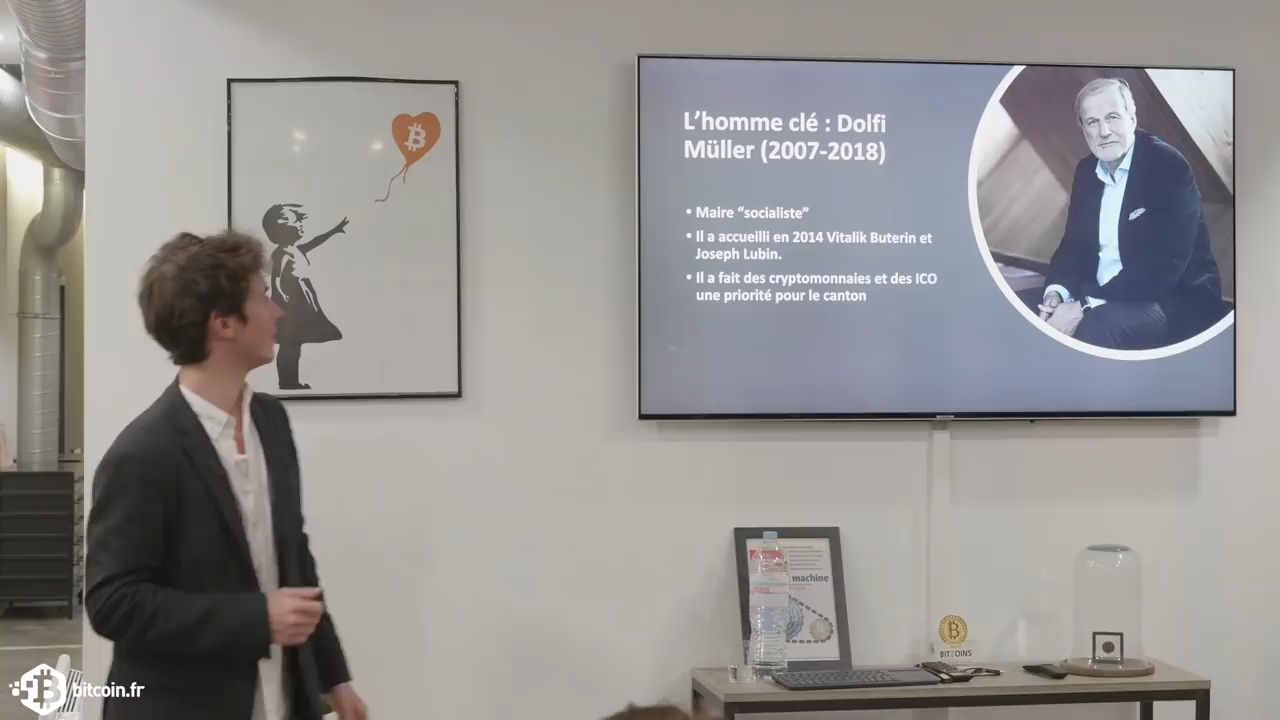 L’homme clé : Dolfi
Müller (2007-2018)
• Maire “socialiste”
• Il a accueilli en 2014 Vitalik Buterin et
Joseph Lubin.
• Il a fait des cryptomonnaies et des ICO
une priorité pour le canton
machine
BITCOINS
bitcoin.fr